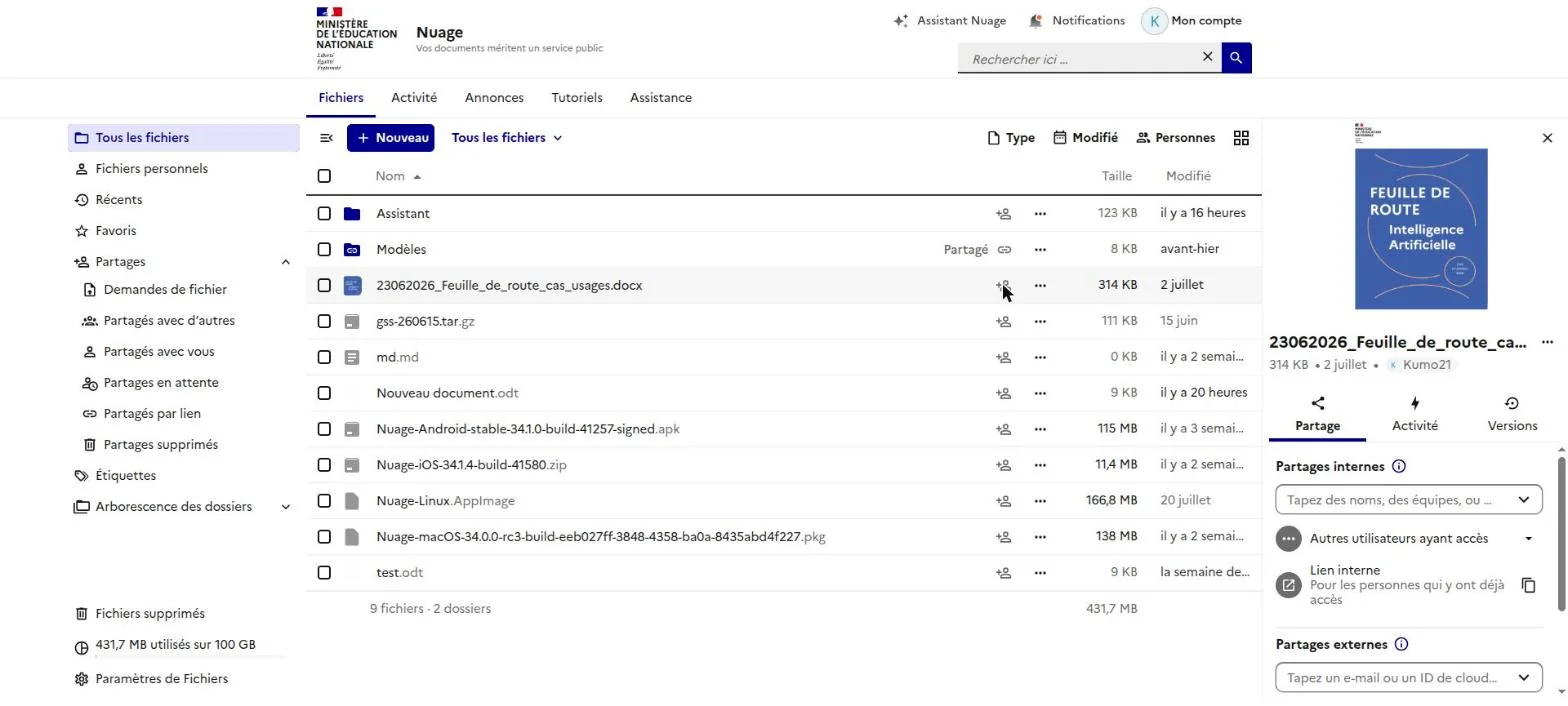 MINISTÈRE
DE L'ÉDUCATION
NATIONALE
Liberté
Égalité
Fraternité
Nuage
Vos documents méritent un service public
Assistant Nuage
Notifications
K Mon compte
Rechercher ici ...
Fichiers
Activité
Annonces
Tutoriels
Assistance
Tous les fichiers
Fichiers personnels
Récents
Favoris
Partages
Demandes de fichier
Partagés avec d'autres
Partagés avec vous
Partages en attente
Partagés par lien
Partages supprimés
Étiquettes
Arborescence des dossiers
Fichiers supprimés
431,7 MB utilisés sur 100 GB
Paramètres de Fichiers
+ Nouveau
Tous les fichiers
Type
Modifié
Personnes
Nom Taille Modifié
Assistant 123 KB il y a 16 heures
Modèles Partagé 8 KB avant-hier
23062026_Feuille_de_route_cas_usages.docx 314 KB 2 juillet
gss-260615.tar.gz 111 KB 15 juin
md.md 0 KB il y a 2 semai...
Nouveau document.odt 9 KB il y a 20 heures
Nuage-Android-stable-34.1.0-build-41257-signed.apk 115 MB il y a 3 semai...
Nuage-iOS-34.1.4-build-41580.zip 11,4 MB il y a 2 semai...
Nuage-Linux.AppImage 166,8 MB 20 juillet
Nuage-macOS-34.0.0-rc3-build-eeb027ff-3848-4358-ba0a-8435abd4f227.pkg 138 MB il y a 2 semai...
test.odt 9 KB la semaine de...
9 fichiers · 2 dossiers 431,7 MB
FEUILLE DE
ROUTE
Intelligence
Artificielle
23062026_Feuille_de_route_ca...
314 KB • 2 juillet • K Kumo21
Partage
Activité
Versions
Partages internes
Tapez des noms, des équipes, ou ...
Autres utilisateurs ayant accès
Lien interne
Pour les personnes qui y ont déjà
accès
Partages externes
Tapez un e-mail ou un ID de cloud...